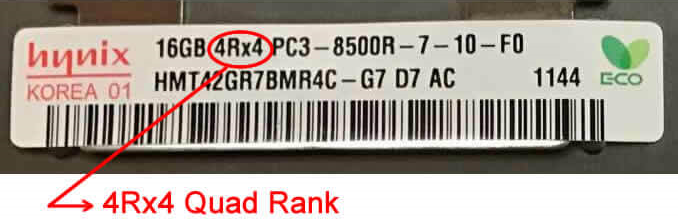 hynix 16GB 4Rx4 PC3-8500R-7-10-F0
KOREA 01 HMT42GR7BMR4C-G7 D7 AC 1144 ECO
4Rx4 Quad Rank